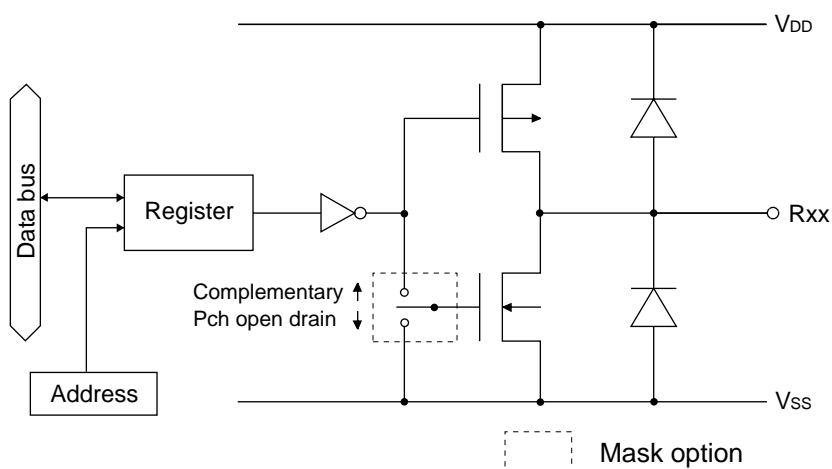 VDD
Data bus
Register
Rxx
Complementary
Pch open drain
Address
VSS
Mask option